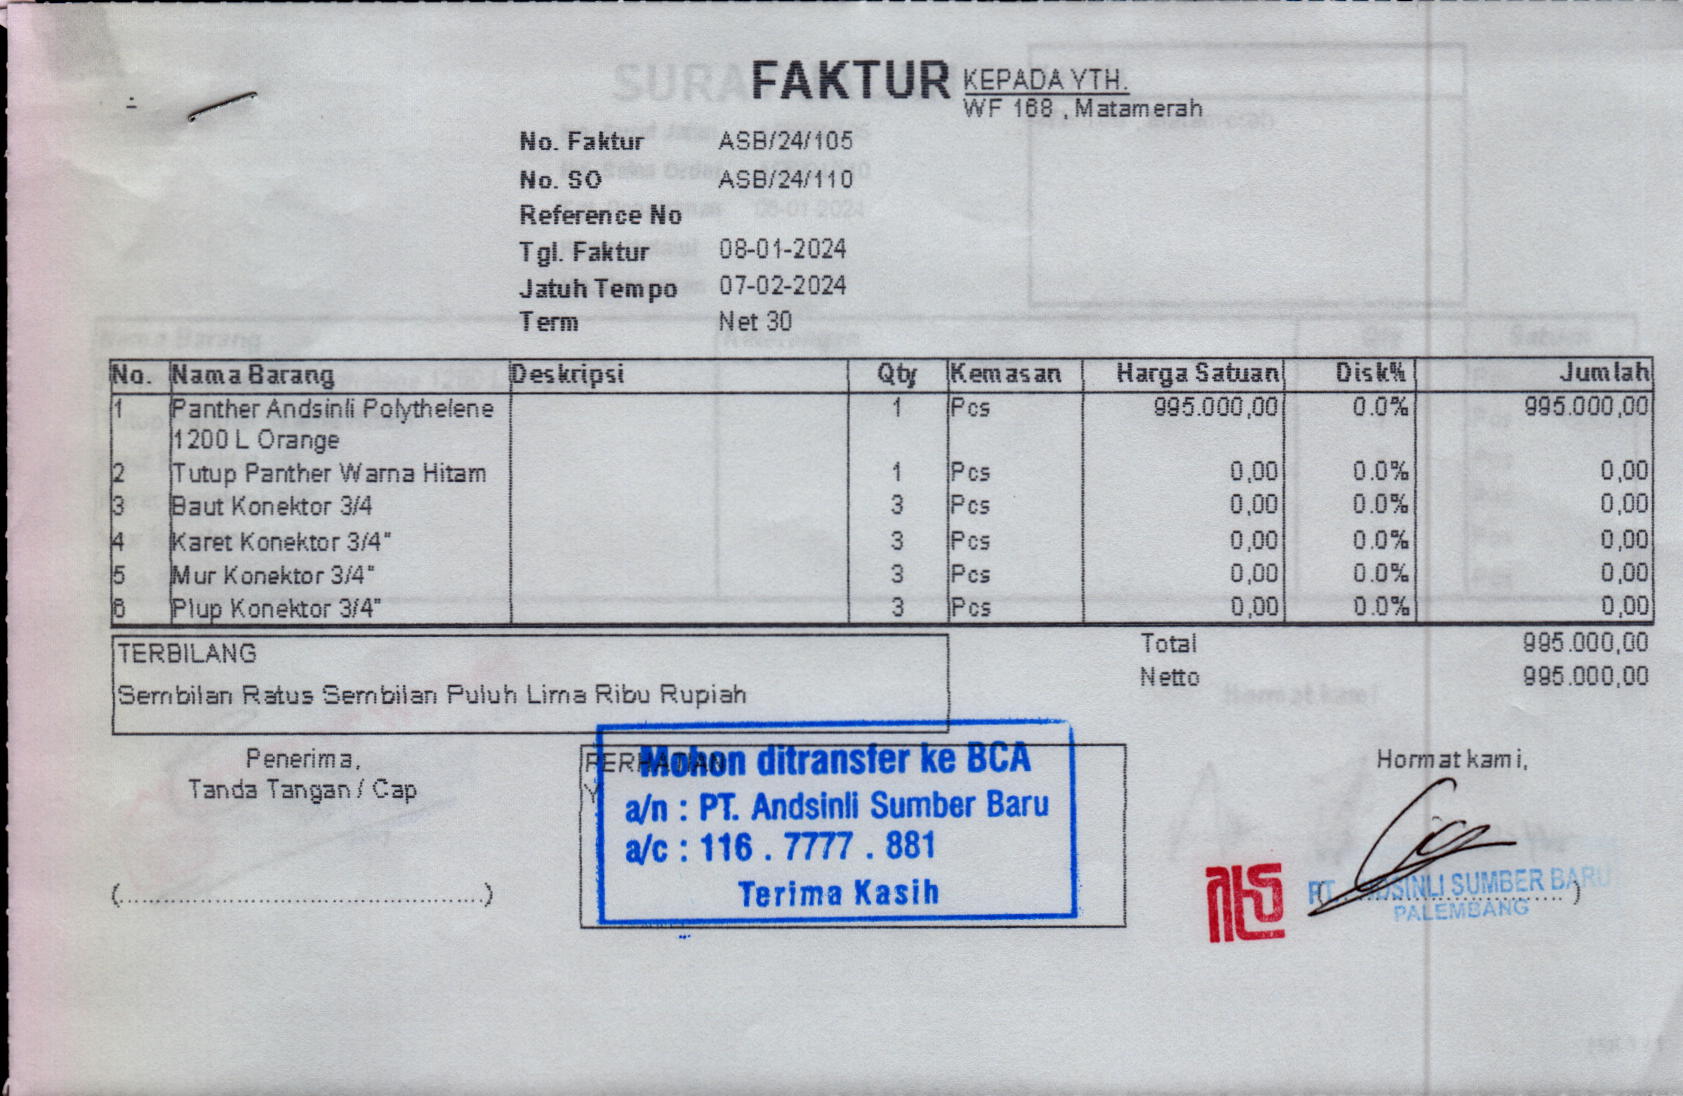 FAKTUR
KEPADA YTH.
WF 168 , Matamerah
No. Faktur ASB/24/105
No. SO ASB/24/110
Reference No
Tgl. Faktur 08-01-2024
Jatuh Tempo 07-02-2024
Term Net 30
No. Nama Barang Deskripsi Qty Kemasan Harga Satuan Disk% Jumlah
1 Panther Andsinli Polythelene 1 Pcs 995.000,00 0.0% 995.000,00
1200 L Orange
2 Tutup Panther Warna Hitam 1 Pcs 0,00 0.0% 0,00
3 Baut Konektor 3/4 3 Pcs 0,00 0.0% 0,00
4 Karet Konektor 3/4" 3 Pcs 0,00 0.0% 0,00
5 Mur Konektor 3/4" 3 Pcs 0,00 0.0% 0,00
6 Plup Konektor 3/4" 3 Pcs 0,00 0.0% 0,00
TERBILANG
Sembilan Ratus Sembilan Puluh Lima Ribu Rupiah
Total 995.000,00
Netto 995.000,00
Penerima,
Tanda Tangan / Cap
(..................................................)
Mohon ditransfer ke BCA
a/n : PT. Andsinli Sumber Baru
a/c : 116 . 7777 . 881
Terima Kasih
Hormat kami,
PT. ANDSINLI SUMBER BARU
PALEMBANG